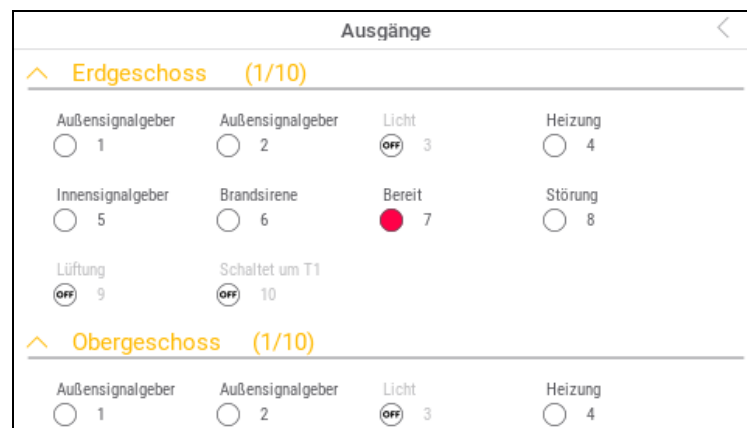 Ausgänge
Erdgeschoss (1/10)
Außensignalgeber Außensignalgeber Licht Heizung
1 2 OFF 3 4
Innensignalgeber Brandsirene Bereit Störung
5 6 7 8
Lüftung Schaltet um T1
OFF 9 OFF 10
Obergeschoss (1/10)
Außensignalgeber Außensignalgeber Licht Heizung
1 2 OFF 3 4